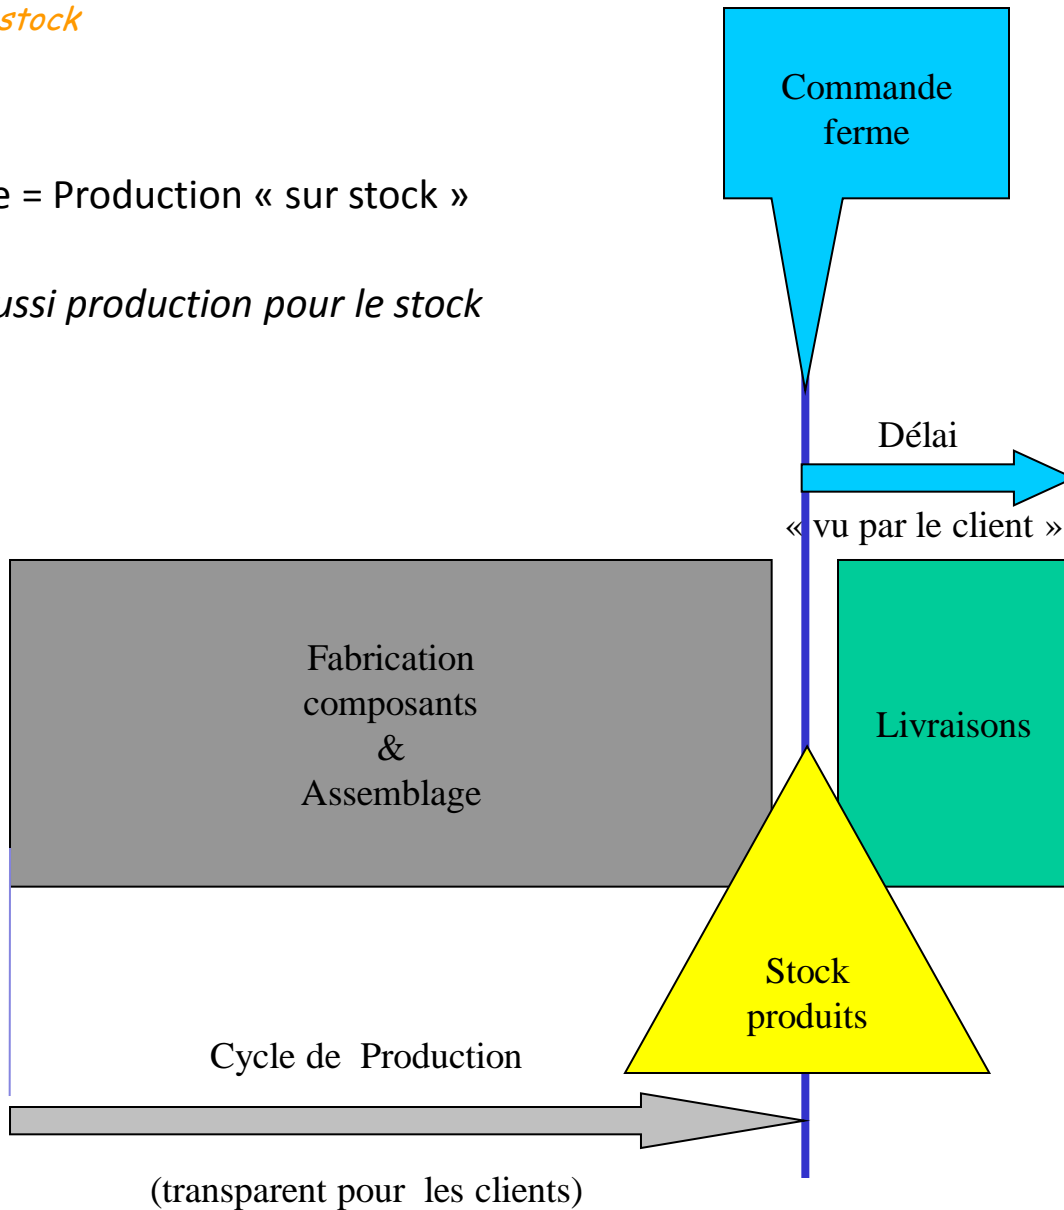 stock
Commande
ferme
e = Production « sur stock »
ussi production pour le stock
Délai
« vu par le client »
Fabrication
composants
&
Assemblage
Livraisons
Stock
produits
Cycle de Production
(transparent pour les clients)